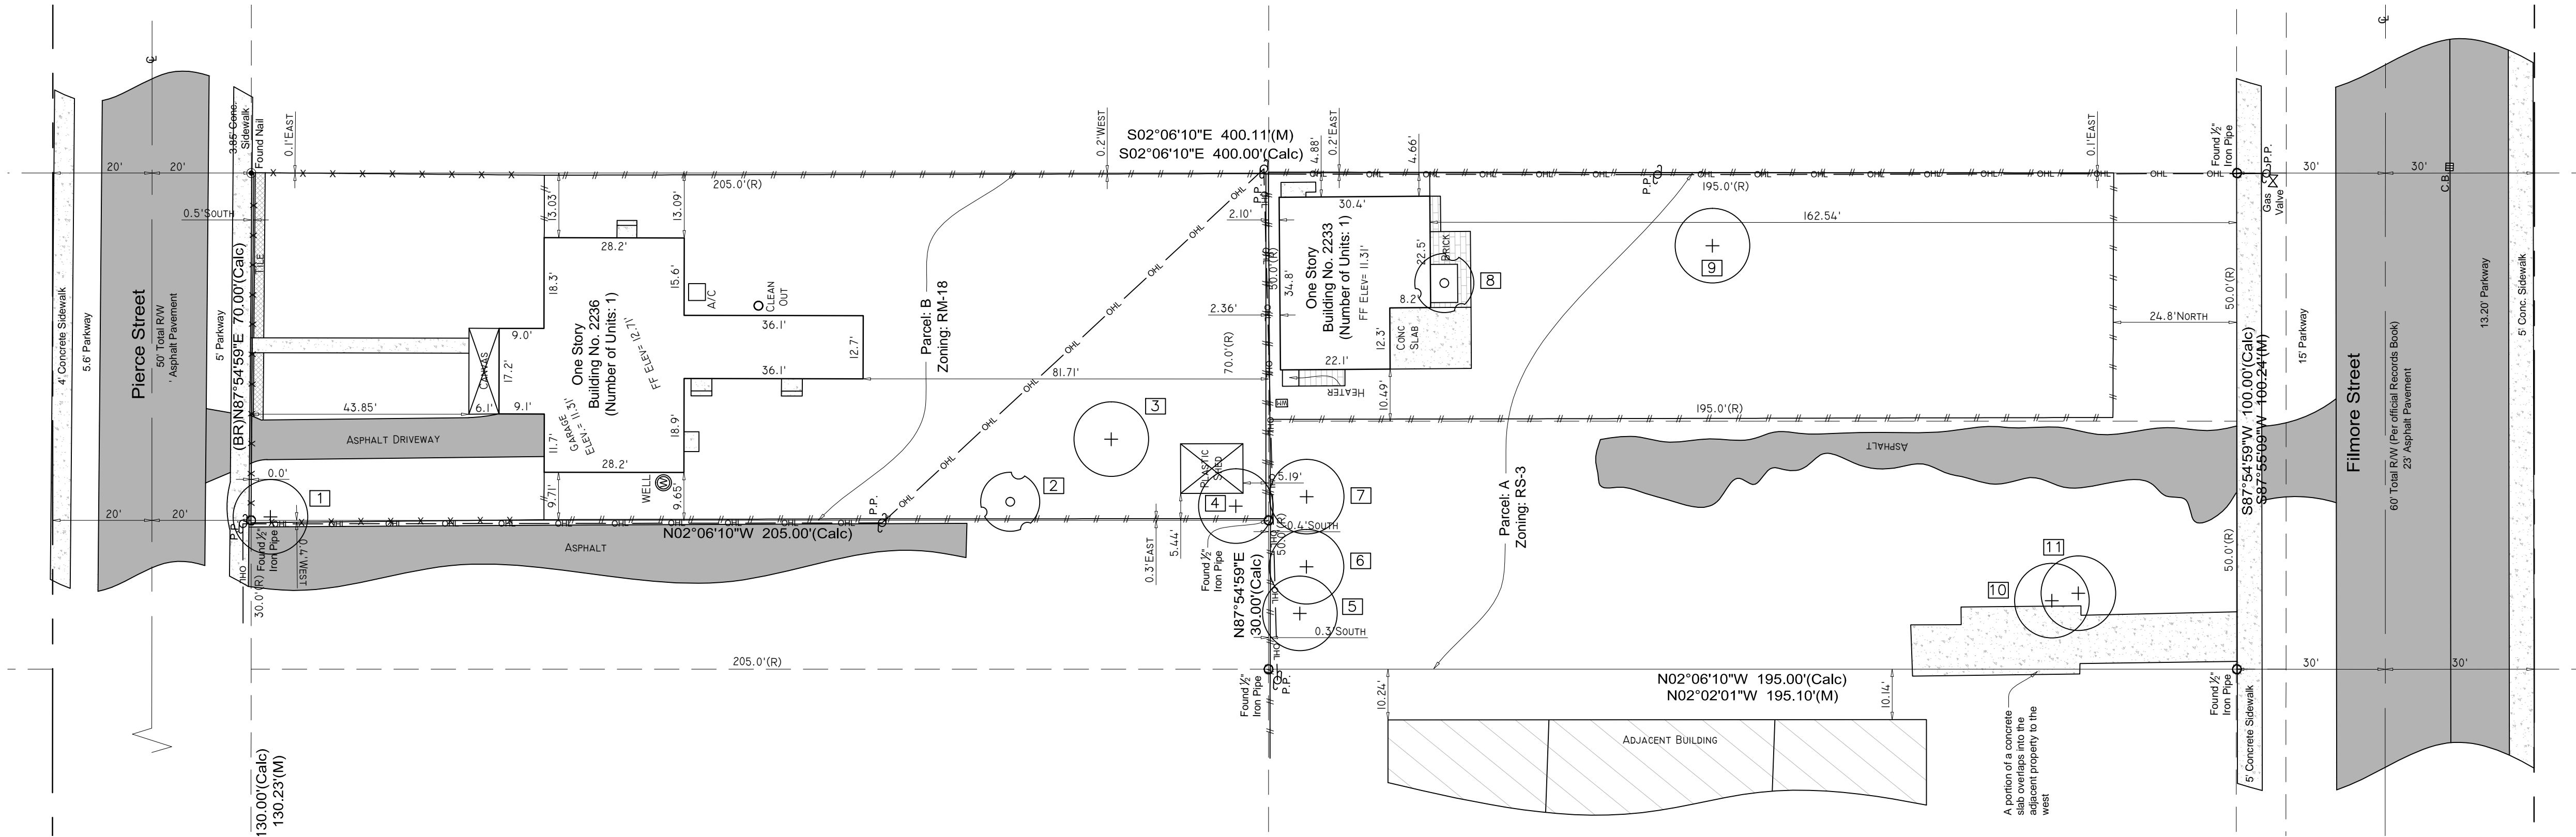 ℄
20'
20'
3.85' Conc.
Sidewalk
Found Nail
0.1'EAST
0.2'WEST
S02°06'10"E 400.11'(M)
S02°06'10"E 400.00'(Calc)
4.88'
0.2'EAST
4.66'
0.1'EAST
Found ½"
Iron Pipe
P.P.
Gas
Valve
℄
30'
30'
C.B.
X
OHL
205.0'(R)
195.0'(R)
P.P.
P.P.
0.5'SOUTH
TILE
13.03'
13.09'
28.2'
18.3'
15.6'
A/C
CLEAN
OUT
36.1'
12.7'
36.1'
9.0'
17.2'
CANVAS
43.85'
6.1'
9.1'
One Story
Building No. 2236
(Number of Units: 1)
FF ELEV= 12.71'
GARAGE
ELEV. = 11.31'
11.7'
18.9'
28.2'
9.71'
WELL
W
9.65'
Parcel: B
Zoning: RM-18
81.71'
2.10'
2.36'
50.0'(R)
70.0'(R)
34.8'
30.4'
One Story
Building No. 2233
(Number of Units: 1)
FF ELEV= 11.31'
22.5'
BRICK
8.2'
12.3'
CONC
SLAB
22.1'
HEATER
10.49'
WM
162.54'
9
8
24.8'NORTH
50.0'(R)
195.0'(R)
4' Concrete Sidewalk
5.6' Parkway
Pierce Street
50' Total R/W
' Asphalt Pavement
5' Parkway
(BR)N87°54'59"E 70.00'(Calc)
ASPHALT DRIVEWAY
0.0'
1
20'
20'
P.P.
OHL
Found ½"
Iron Pipe
0.4'WEST
30.0'(R)
N02°06'10"W 205.00'(Calc)
ASPHALT
P.P.
2
3
PLASTIC
SHED
4
5.19'
7
0.4'SOUTH
50.0'(R)
0.3'EAST
5.44'
Found ½"
Iron Pipe
6
5
N87°54'59"E
30.00'(Calc)
0.3'SOUTH
Parcel: A
Zoning: RS-3
ASPHALT
S87°54'59"W 100.00'(Calc)
S87°55'09"W 100.24'(M)
15' Parkway
Filmore Street
60' Total R/W (Per official Records Book)
23' Asphalt Pavement
13.20' Parkway
5' Conc. Sidewalk
11
10
50.0'(R)
205.0'(R)
30'
30'
Found ½"
Iron Pipe
P.P.
10.24'
N02°06'10"W 195.00'(Calc)
N02°02'01"W 195.10'(M)
10.14'
ADJACENT BUILDING
A portion of a concrete
slab overlaps into the
adjacent property to the
west
Found ½"
Iron Pipe
5' Concrete Sidewalk
130.00'(Calc)
130.23'(M)